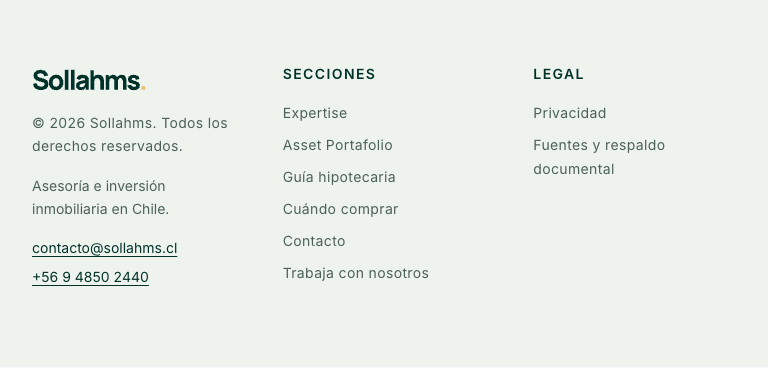 Sollahms.
© 2026 Sollahms. Todos los
derechos reservados.
Asesoría e inversión
inmobiliaria en Chile.
contacto@sollahms.cl
+56 9 4850 2440
SECCIONES
Expertise
Asset Portafolio
Guía hipotecaria
Cuándo comprar
Contacto
Trabaja con nosotros
LEGAL
Privacidad
Fuentes y respaldo
documental